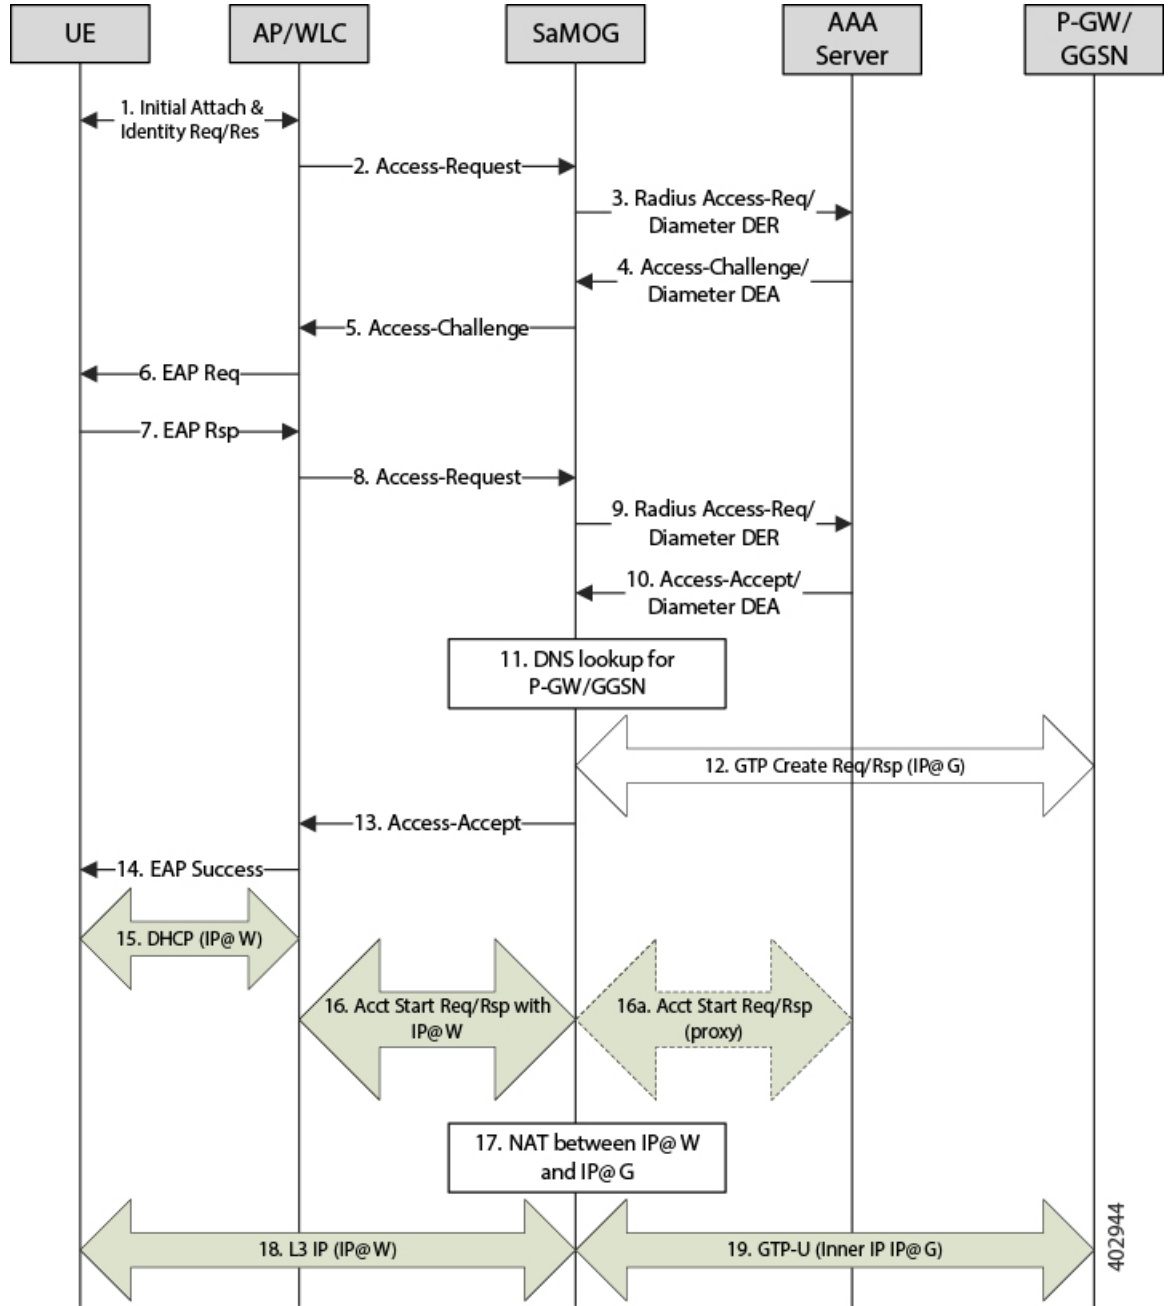 UE
AP/WLC
SaMOG
AAA
Server
P-GW/
GGSN
1. Initial Attach &
Identity Req/Res
2. Access-Request
3. Radius Access-Req/
Diameter DER
4. Access-Challenge/
Diameter DEA
5. Access-Challenge
6. EAP Req
7. EAP Rsp
8. Access-Request
9. Radius Access-Req/
Diameter DER
10. Access-Accept/
Diameter DEA
11. DNS lookup for
P-GW/GGSN
12. GTP Create Req/Rsp (IP@G)
13. Access-Accept
14. EAP Success
15. DHCP (IP@W)
16. Acct Start Req/Rsp with
IP@W
16a. Acct Start Req/Rsp
(proxy)
17. NAT between IP@W
and IP@G
18. L3 IP (IP@W)
19. GTP-U (Inner IP IP@G)
402944